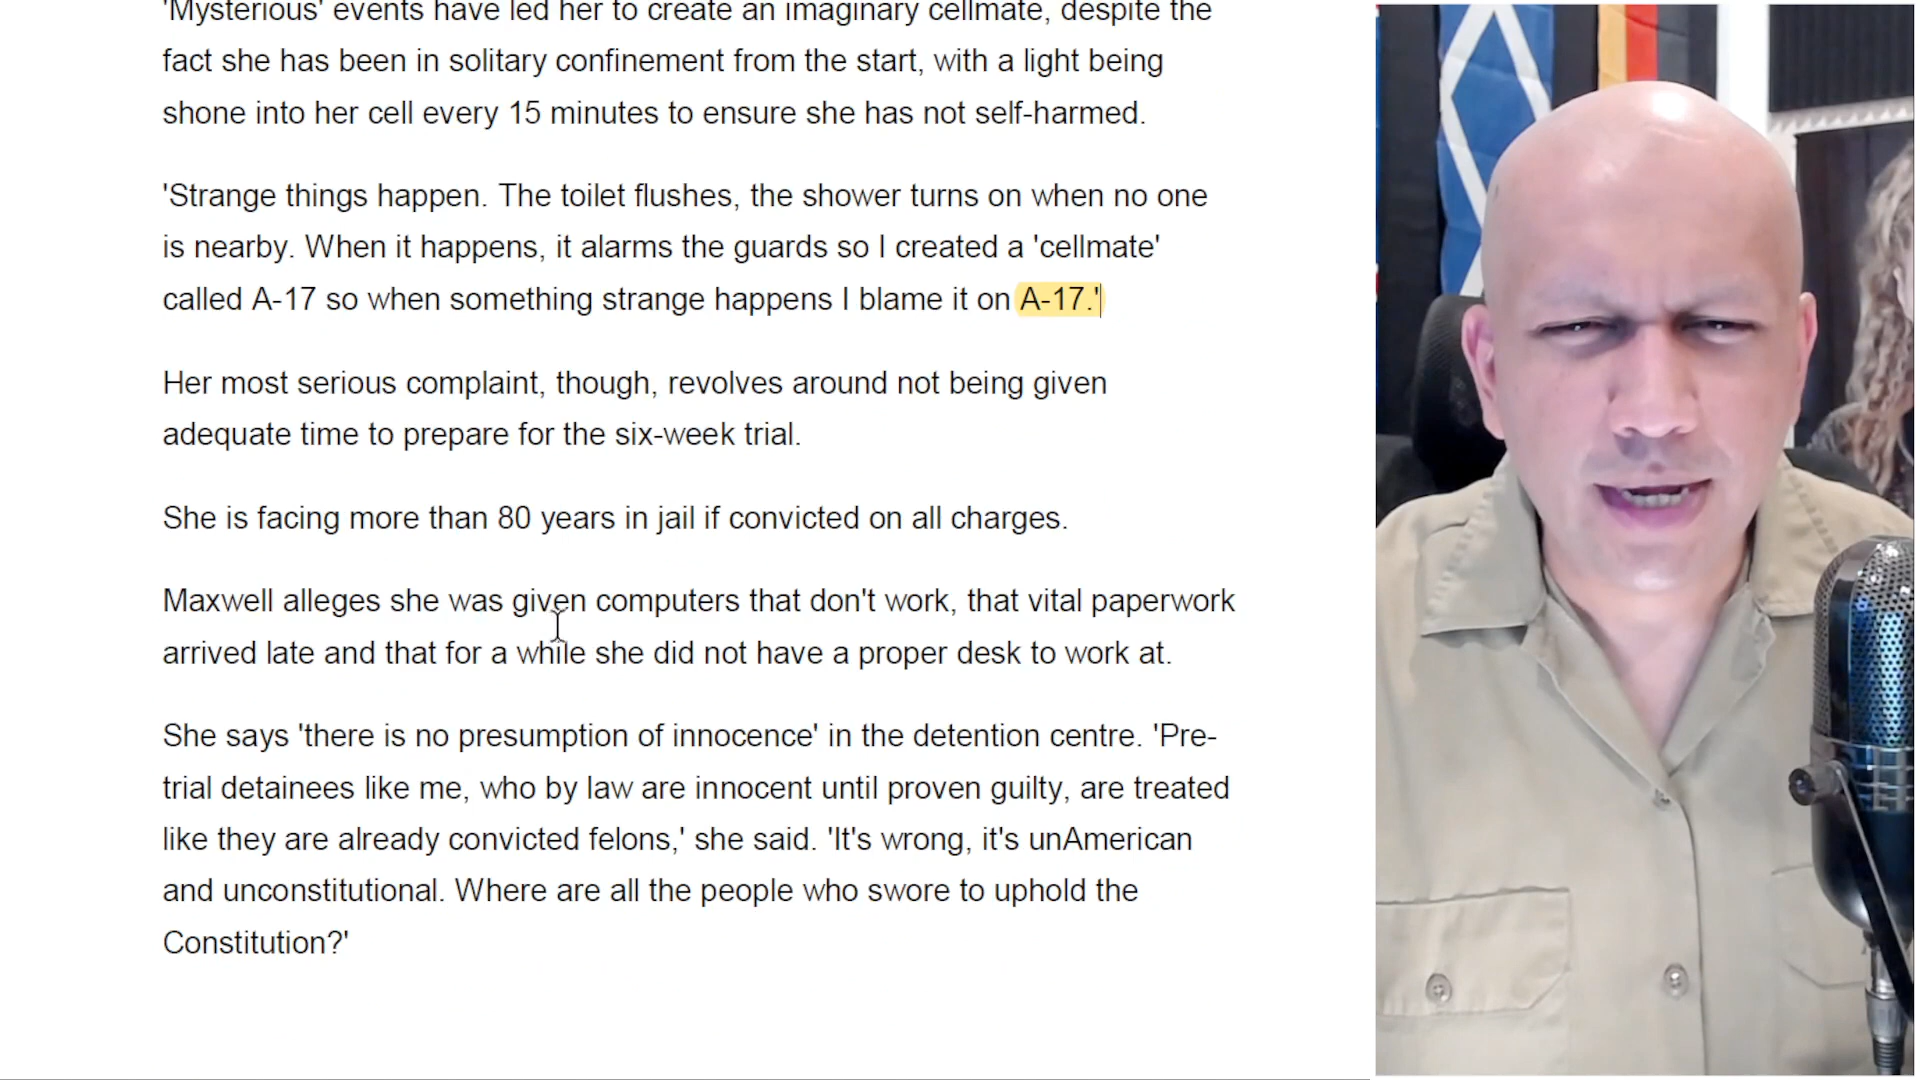 'Mysterious' events have led her to create an imaginary cellmate, despite the
fact she has been in solitary confinement from the start, with a light being
shone into her cell every 15 minutes to ensure she has not self-harmed.
'Strange things happen. The toilet flushes, the shower turns on when no one
is nearby. When it happens, it alarms the guards so I created a 'cellmate'
called A-17 so when something strange happens I blame it on A-17.'
Her most serious complaint, though, revolves around not being given
adequate time to prepare for the six-week trial.
She is facing more than 80 years in jail if convicted on all charges.
Maxwell alleges she was given computers that don't work, that vital paperwork
arrived late and that for a while she did not have a proper desk to work at.
She says 'there is no presumption of innocence' in the detention centre. 'Pre-
trial detainees like me, who by law are innocent until proven guilty, are treated
like they are already convicted felons,' she said. 'It's wrong, it's unAmerican
and unconstitutional. Where are all the people who swore to uphold the
Constitution?'